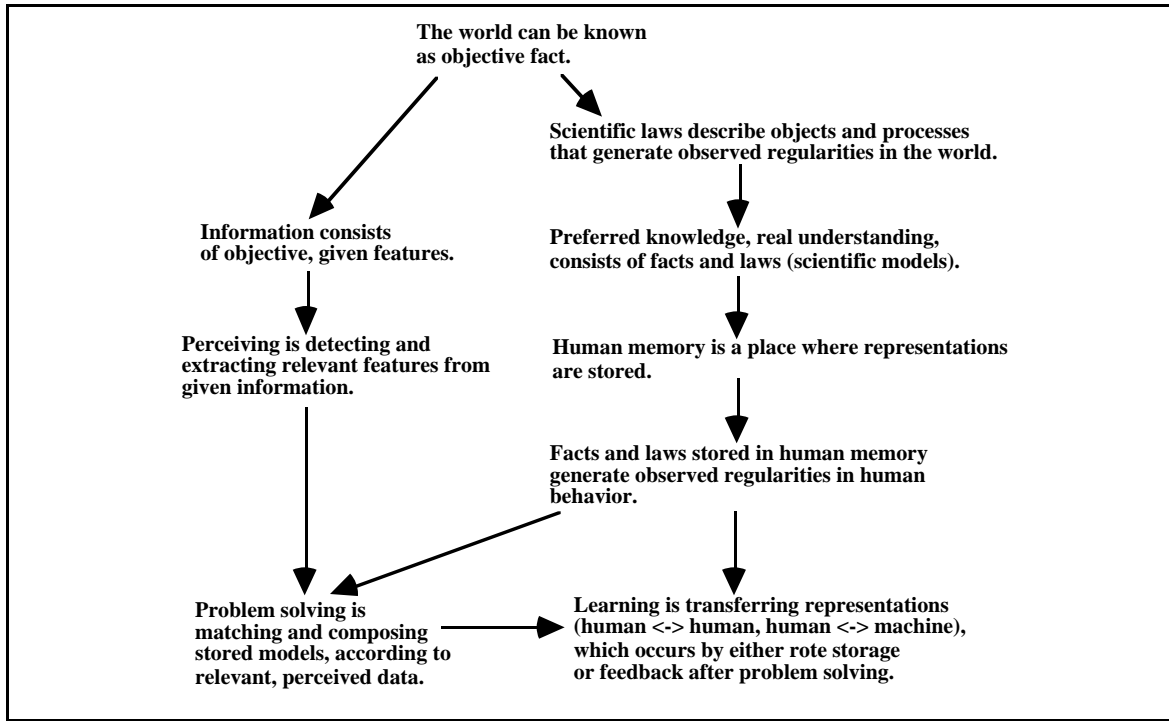 The world can be known
as objective fact.
Scientific laws describe objects and processes
that generate observed regularities in the world.
Information consists
of objective, given features.
Preferred knowledge, real understanding,
consists of facts and laws (scientific models).
Perceiving is detecting and
extracting relevant features from
given information.
Human memory is a place where representations
are stored.
Facts and laws stored in human memory
generate observed regularities in human
behavior.
Problem solving is
matching and composing
stored models, according to
relevant, perceived data.
Learning is transferring representations
(human <-> human, human <-> machine),
which occurs by either rote storage
or feedback after problem solving.